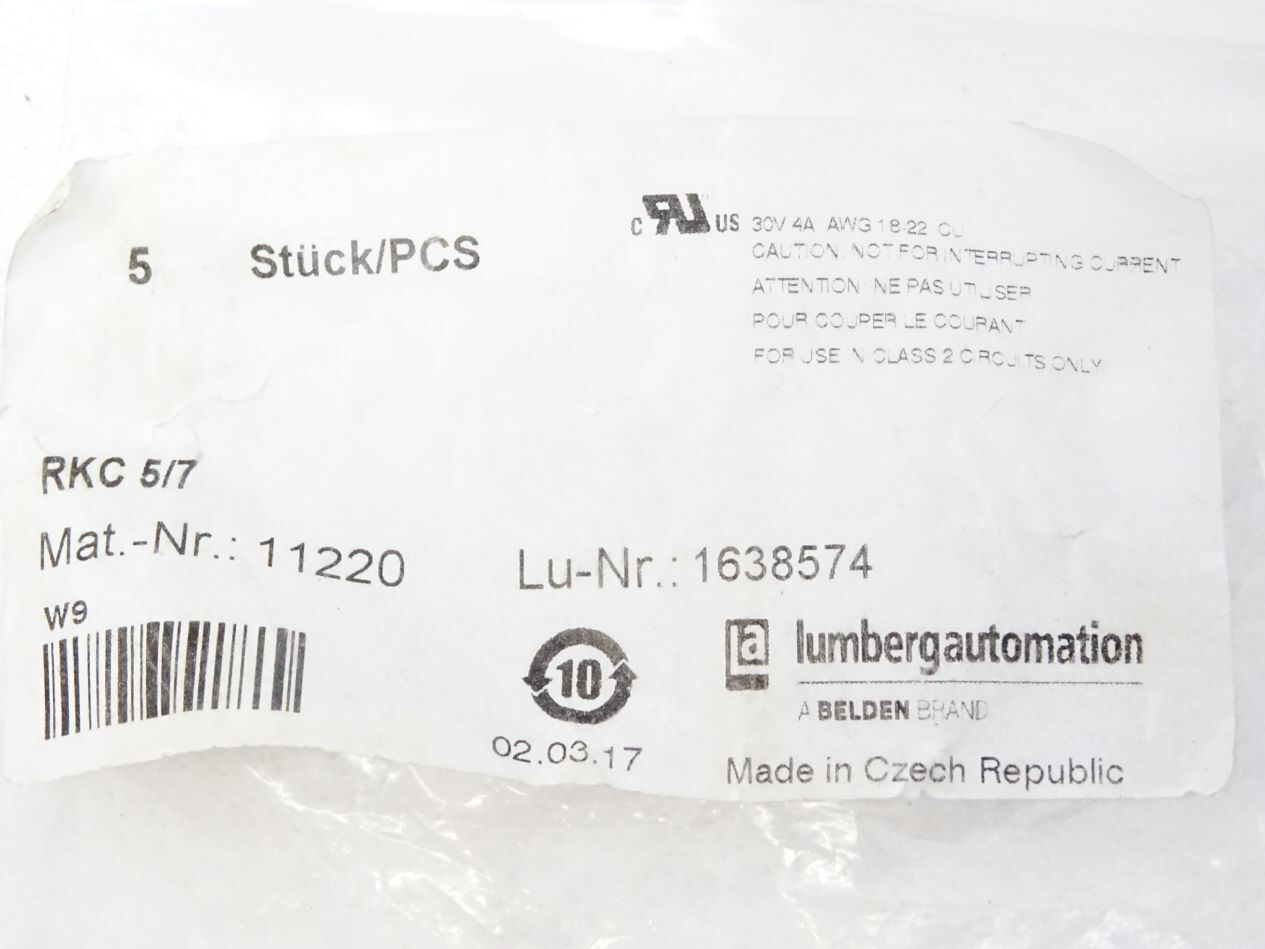 5 Stück/PCS
c RU US 30V 4A AWG 18-22 CU
CAUTION: NOT FOR INTERRUPTING CURRENT
ATTENTION: NE PAS UTILISER
POUR COUPER LE COURANT
FOR USE IN CLASS 2 CIRCUITS ONLY
RKC 5/7
Mat.-Nr.: 11220 Lu-Nr.: 1638574
W9
10
02.03.17
la lumbergautomation
A BELDEN BRAND
Made in Czech Republic